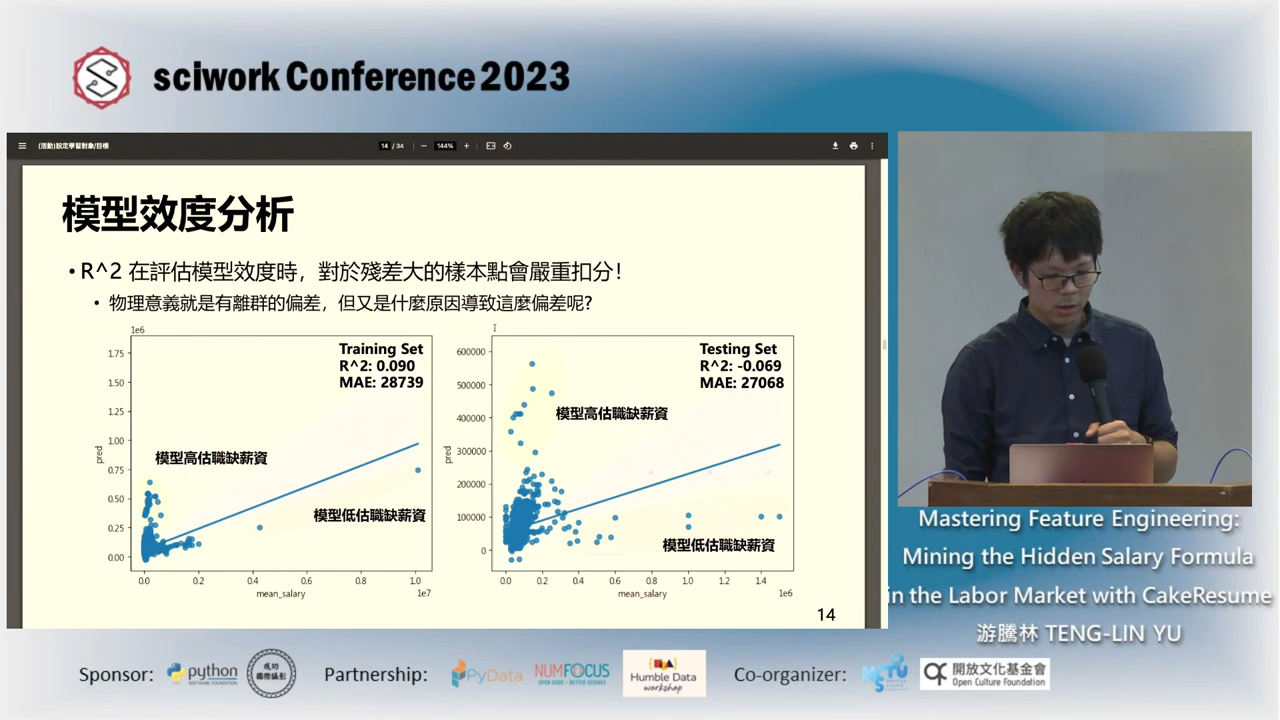 sciwork Conference 2023
(活動)設定學習對象/目標
14 / 34
144%
模型效度分析
• R^2 在評估模型效度時，對於殘差大的樣本點會嚴重扣分！
• 物理意義就是有離群的偏差，但又是什麼原因導致這麼偏差呢?
1e6
1.75
1.50
1.25
1.00
0.75
0.50
0.25
0.00
pred
0.0 0.2 0.4 0.6 0.8 1.0
mean_salary
1e7
Training Set
R^2: 0.090
MAE: 28739
模型高估職缺薪資
模型低估職缺薪資
600000
500000
400000
300000
200000
100000
0
pred
0.0 0.2 0.4 0.6 0.8 1.0 1.2 1.4
mean_salary
1e6
Testing Set
R^2: -0.069
MAE: 27068
模型高估職缺薪資
模型低估職缺薪資
14
Mastering Feature Engineering:
Mining the Hidden Salary Formula
in the Labor Market with CakeResume
游騰林 TENG-LIN YU
Sponsor:
python
SOFTWARE FOUNDATION
成功
國際攝影
Partnership:
PyData
NUMFOCUS
OPEN CODE = BETTER SCIENCE
Humble Data
workshop
Co-organizer:
開放文化基金會
Open Culture Foundation